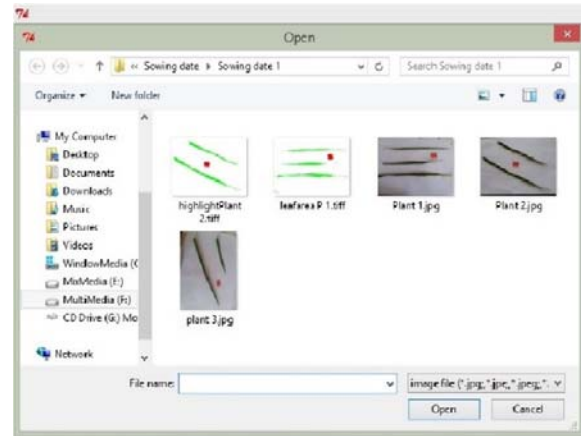 74
74 Open
« Sowing date Sowing date 1 Search Sowing date 1
Organize New folder
My Computer
Desktop
Documents
Downloads
Music
Pictures
Videos
WindowMedia (C
MxMedia (E:)
MultiMedia (F:)
CD Drive (G:) Mo
Network
highlightPlant
2.tiff
leafarea P 1.tiff
Plant 1.jpg
Plant 2.jpg
plant 3.jpg
File name: image file (*.jpg;*.jpe;*.jpeg;*.
Open Cancel